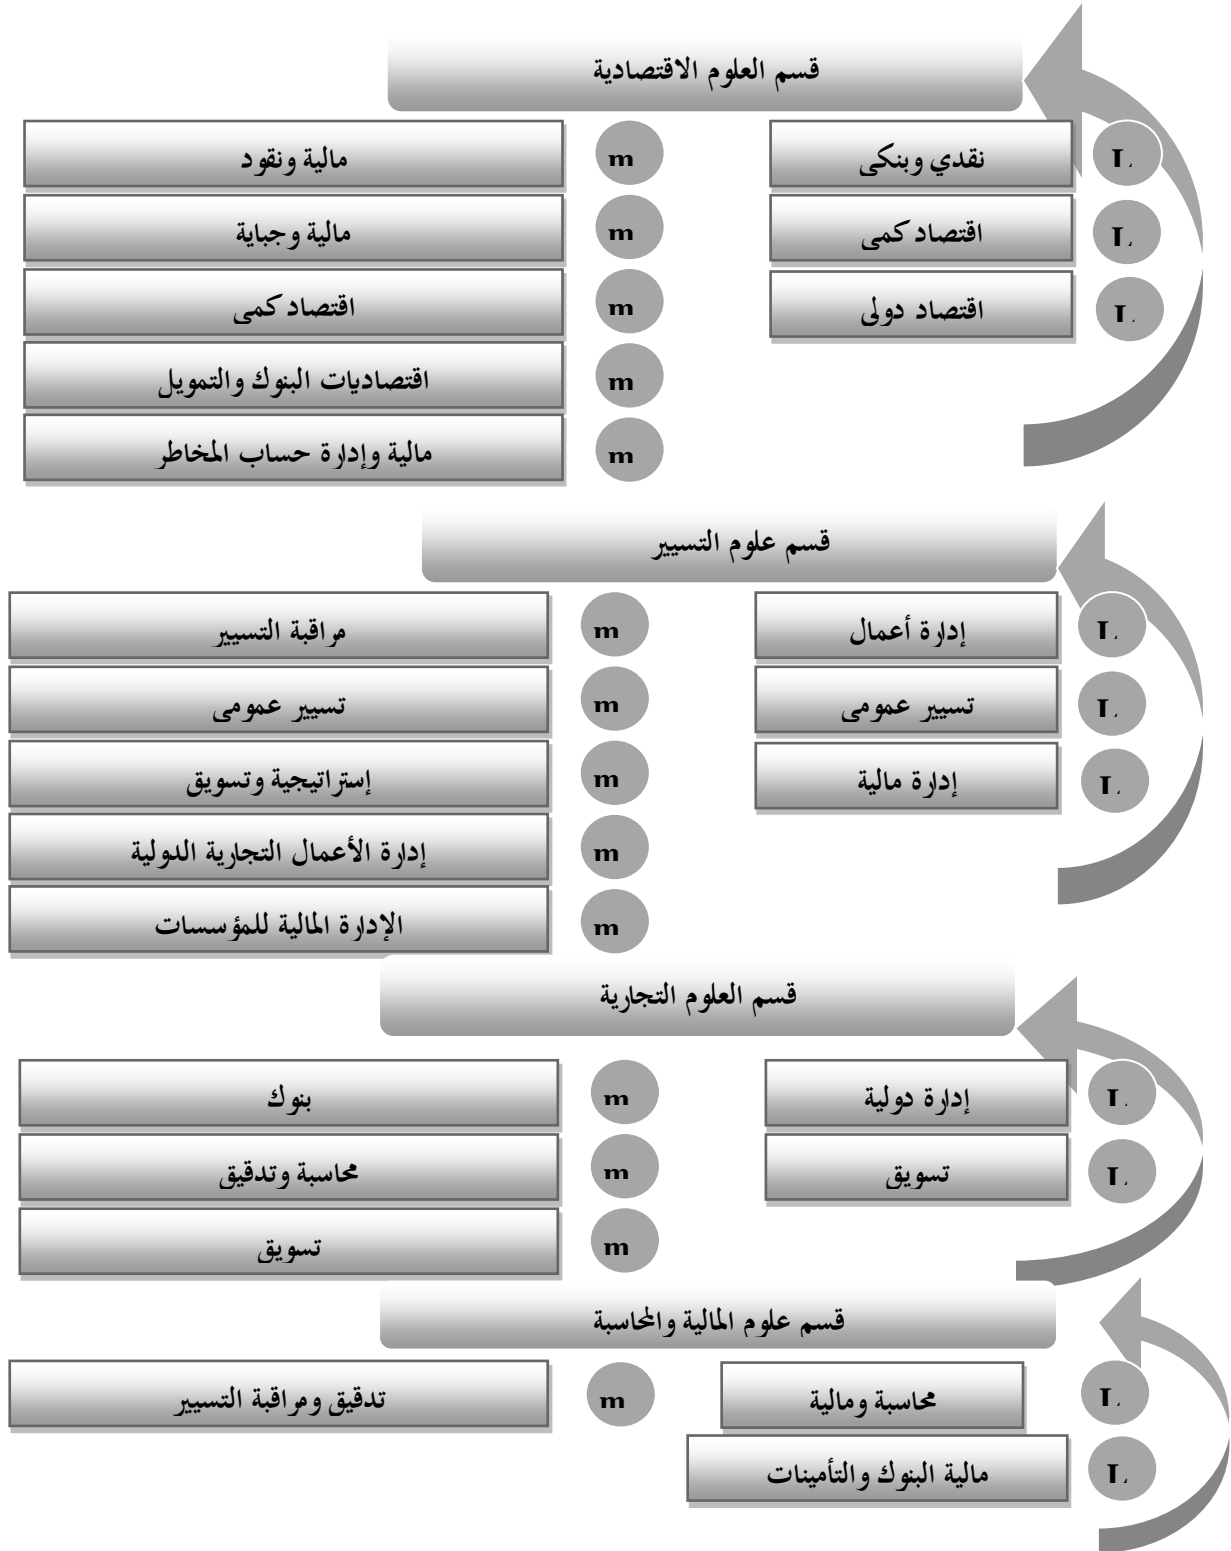 قسم العلوم الاقتصادية
L نقدي وبنكي m مالية ونقود
L اقتصاد كمي m مالية وجباية
L اقتصاد دولي m اقتصاد كمي
m اقتصاديات البنوك والتمويل
m مالية وإدارة حساب المخاطر
قسم علوم التسيير
L إدارة أعمال m مراقبة التسيير
L تسيير عمومي m تسيير عمومي
L إدارة مالية m إستراتيجية وتسويق
m إدارة الأعمال التجارية الدولية
m الإدارة المالية للمؤسسات
قسم العلوم التجارية
L إدارة دولية m بنوك
L تسويق m محاسبة وتدقيق
m تسويق
قسم علوم المالية والمحاسبة
L محاسبة ومالية m تدقيق ومراقبة التسيير
L مالية البنوك والتأمينات